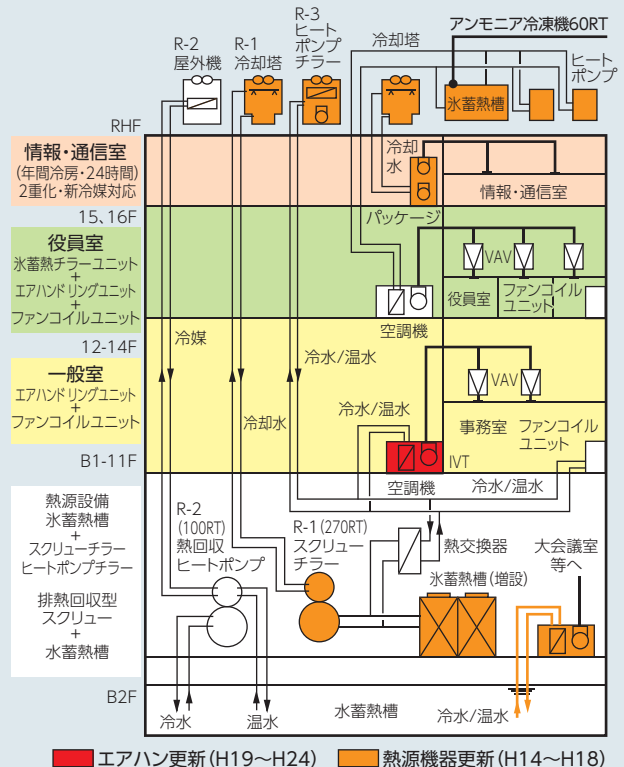 アンモニア冷凍機60RT
R-2
屋外機
R-1
冷却塔
R-3
ヒート
ポンプ
チラー
冷却塔
ヒート
ポンプ
氷蓄熱槽
RHF
情報・通信室
(年間冷房・24時間)
2重化・新冷媒対応
冷却
水
情報・通信室
パッケージ
15、16F
役員室
氷蓄熱チラーユニット
+
エアハンドリングユニット
+
ファンコイルユニット
VAV
役員室
ファンコイル
ユニット
空調機
12-14F
冷媒
冷水/温水
一般室
エアハンドリングユニット
+
ファンコイルユニット
冷却水
冷水/温水
VAV
事務室
ファンコイル
ユニット
IVT
B1-11F
空調機
冷水/温水
熱源設備
氷蓄熱槽
+
スクリューチラー
ヒートポンプチラー
排熱回収型
スクリュー
+
水蓄熱槽
R-2
(100RT)
熱回収
ヒートポンプ
R-1(270RT)
スクリュー
チラー
熱交換器
大会議室
等へ
氷蓄熱槽(増設)
B2F
冷水
温水
水蓄熱槽
冷水/温水
エアハン更新(H19〜H24)
熱源機器更新(H14〜H18)